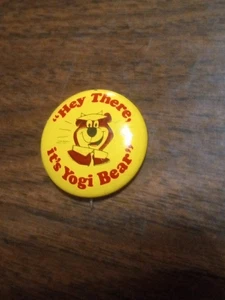 "Hey There,
it's Yogi Bear"